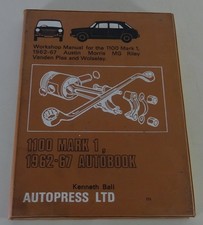 Workshop Manual for the 1100 Mark 1,
1962-67 Austin Morris MG Riley
Vanden Plas and Wolseley
1100 MARK 1,
1962-67 AUTOBOOK
Kenneth Ball
AUTOPRESS LTD